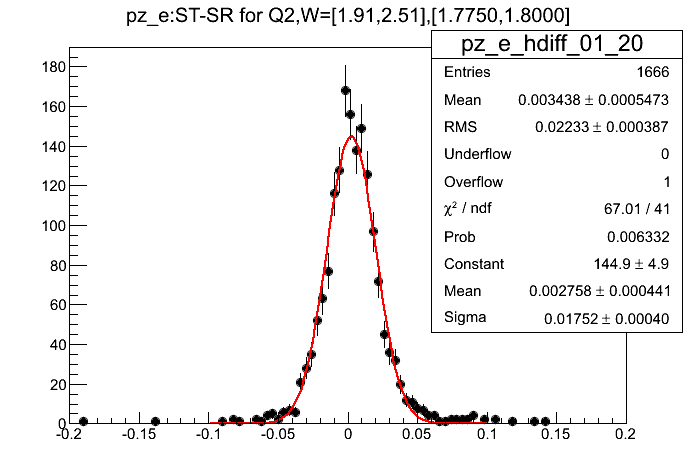 pz_e:ST-SR for Q2,W=[1.91,2.51],[1.7750,1.8000]
pz_e_hdiff_01_20
Entries 1666
Mean 0.003438 ± 0.0005473
RMS 0.02233 ± 0.000387
Underflow 0
Overflow 1
χ² / ndf 67.01 / 41
Prob 0.006332
Constant 144.9 ± 4.9
Mean 0.002758 ± 0.000441
Sigma 0.01752 ± 0.00040
180
160
140
120
100
80
60
40
20
0
-0.2 -0.15 -0.1 -0.05 0 0.05 0.1 0.15 0.2